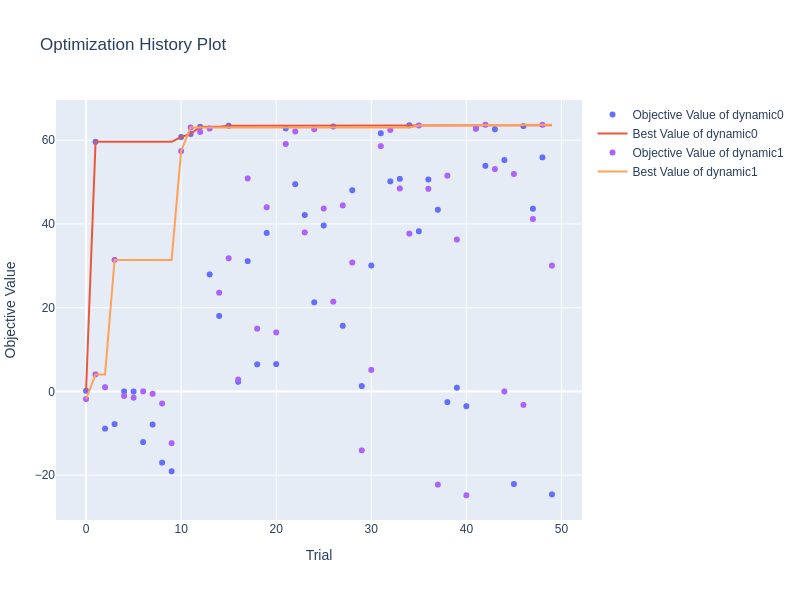 Optimization History Plot
Objective Value of dynamic0
Best Value of dynamic0
Objective Value of dynamic1
Best Value of dynamic1
60
40
20
0
−20
Objective Value
0
10
20
30
40
50
Trial